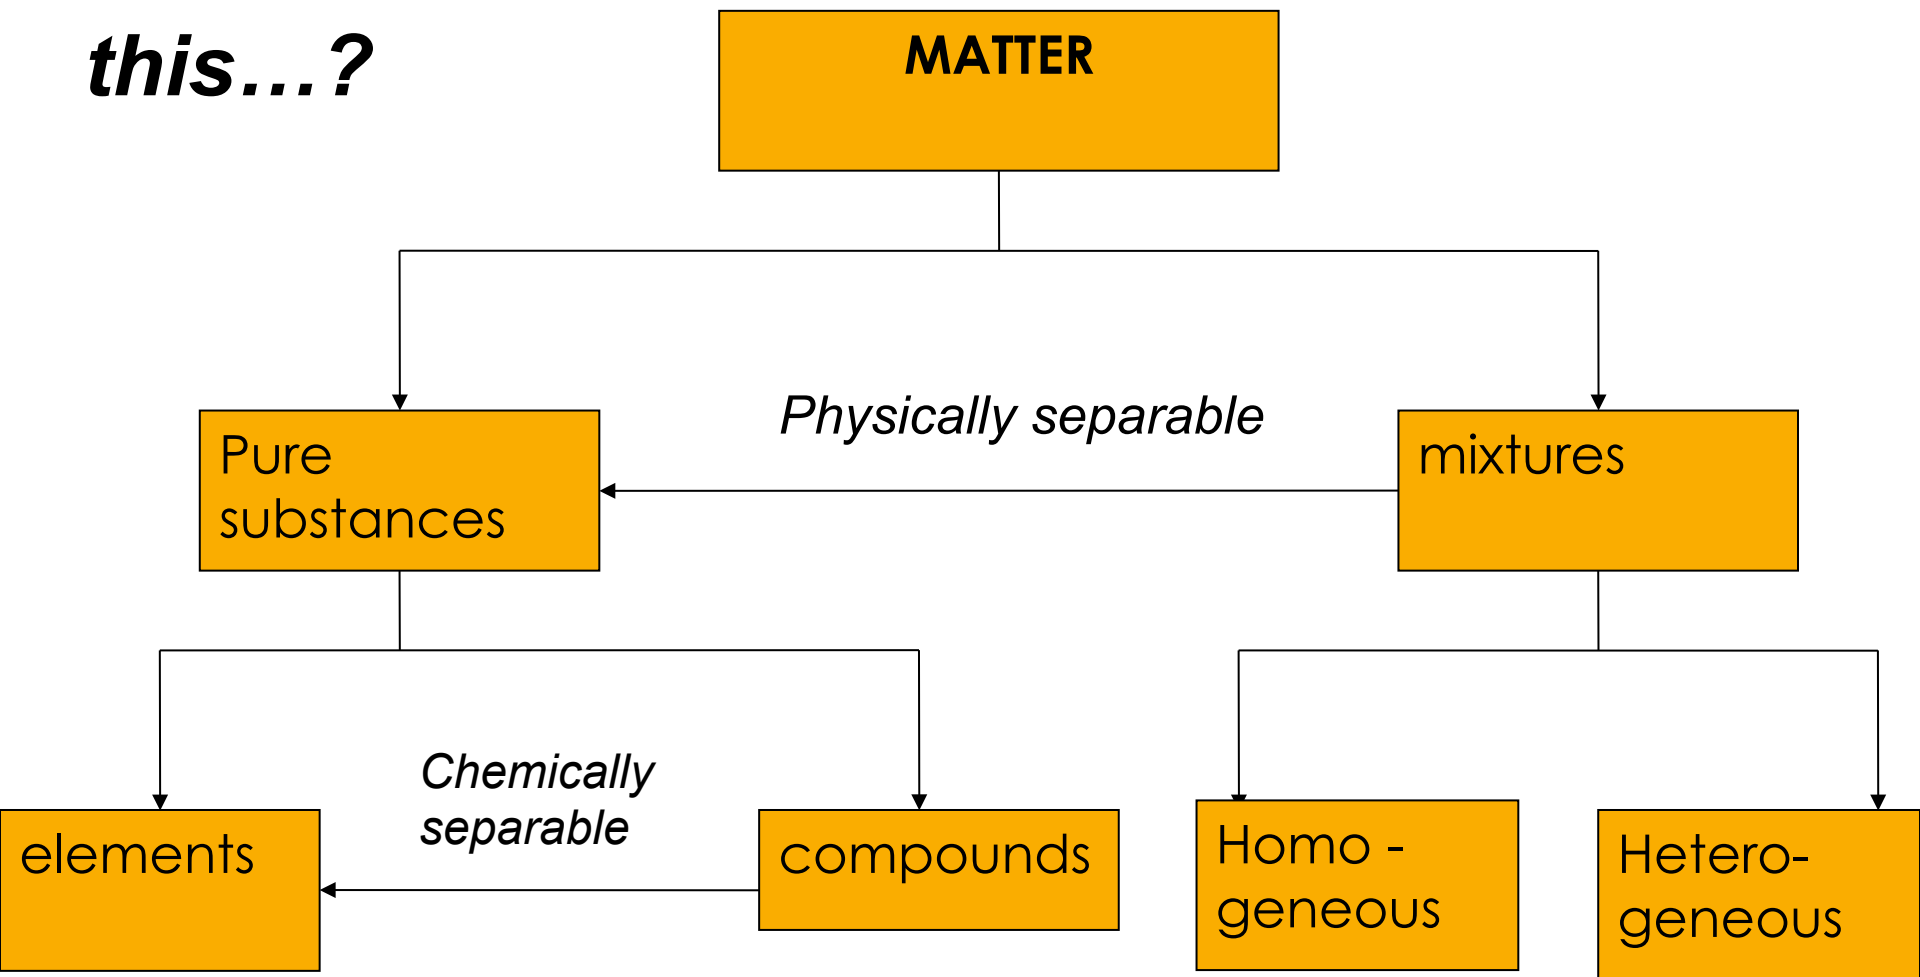 this...?
MATTER
Physically separable
Pure
substances
mixtures
Chemically
separable
elements
compounds
Homo -
geneous
Hetero-
geneous